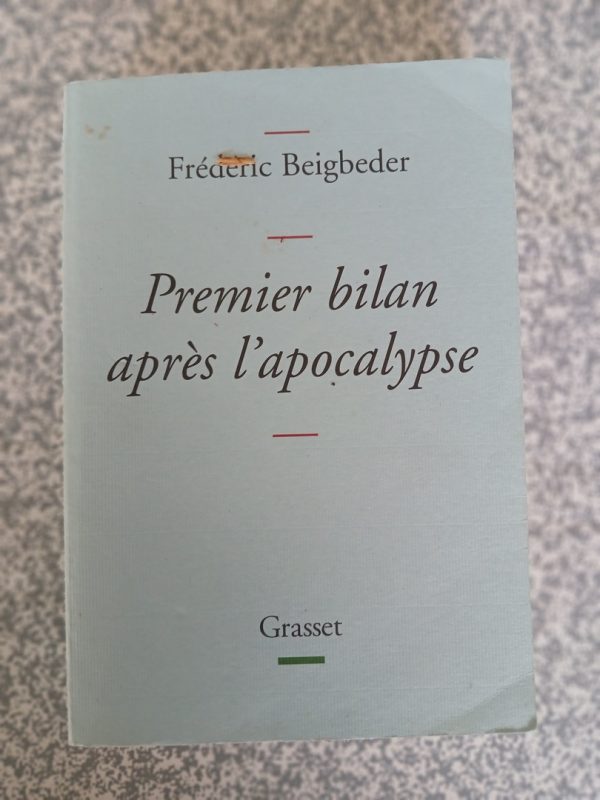 Frédéric Beigbeder
Premier bilan
après l'apocalypse
Grasset